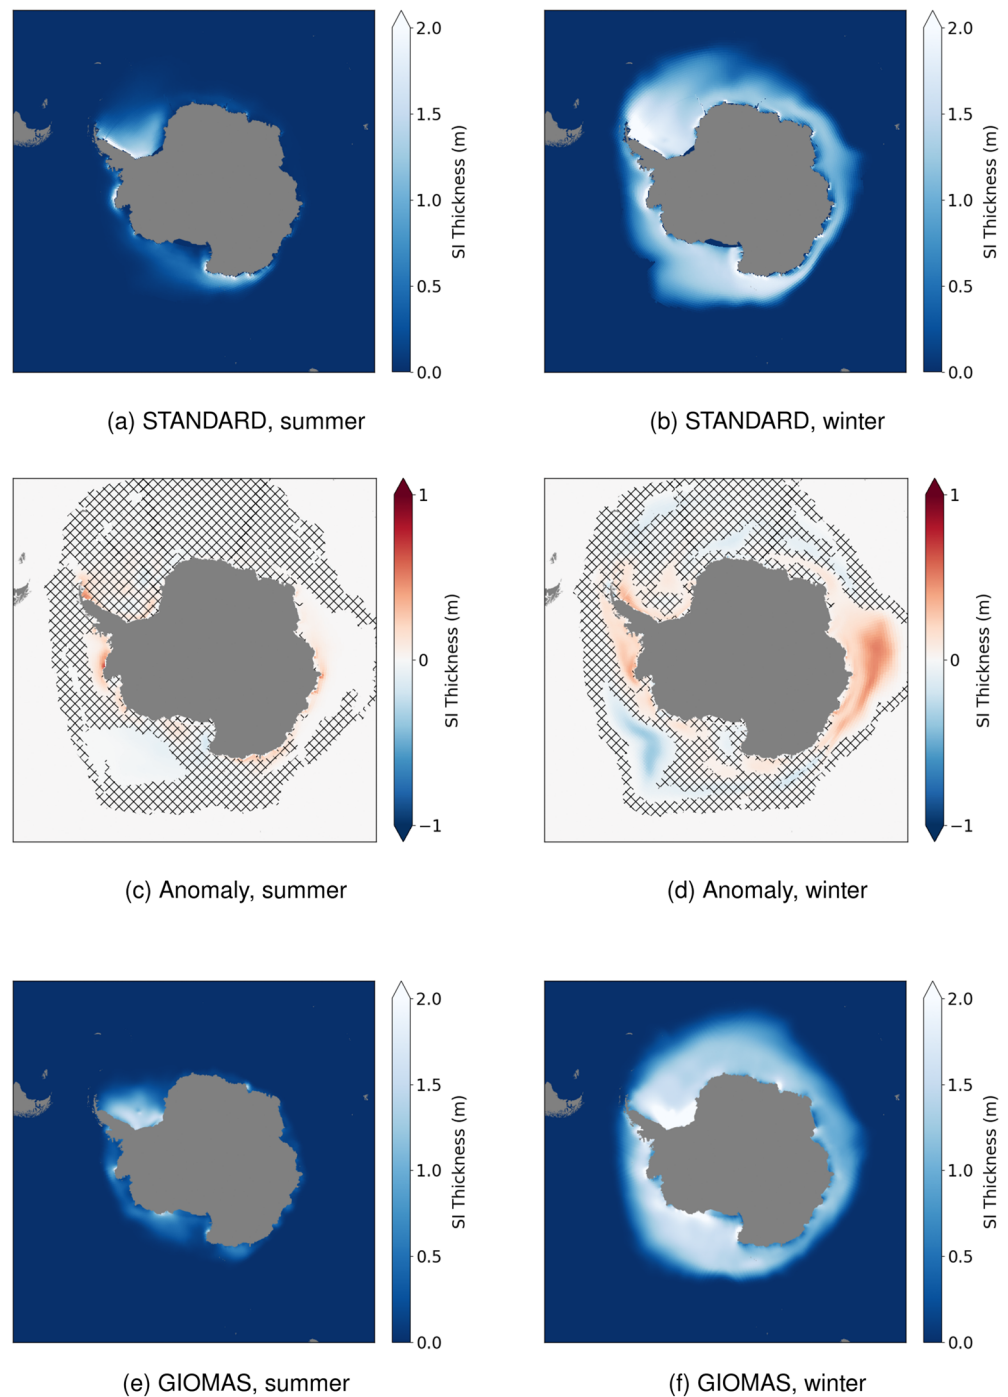 2.0
1.5
1.0
0.5
0.0
SI Thickness (m)
2.0
1.5
1.0
0.5
0.0
SI Thickness (m)
(a) STANDARD, summer
(b) STANDARD, winter
1
0
−1
SI Thickness (m)
1
0
−1
SI Thickness (m)
(c) Anomaly, summer
(d) Anomaly, winter
2.0
1.5
1.0
0.5
0.0
SI Thickness (m)
2.0
1.5
1.0
0.5
0.0
SI Thickness (m)
(e) GIOMAS, summer
(f) GIOMAS, winter